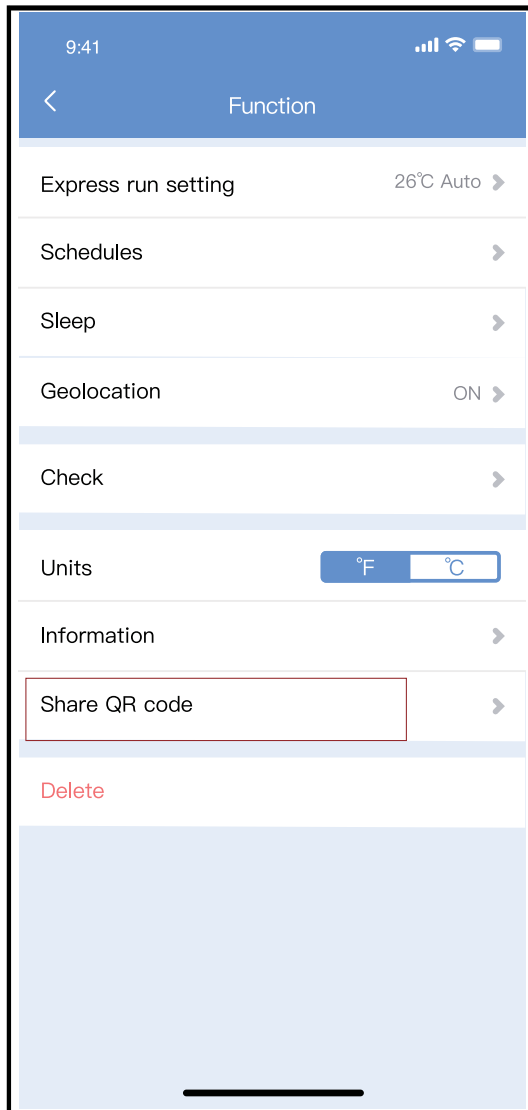 9:41
Function
Express run setting 26℃ Auto
Schedules
Sleep
Geolocation ON
Check
Units ℉ ℃
Information
Share QR code
Delete